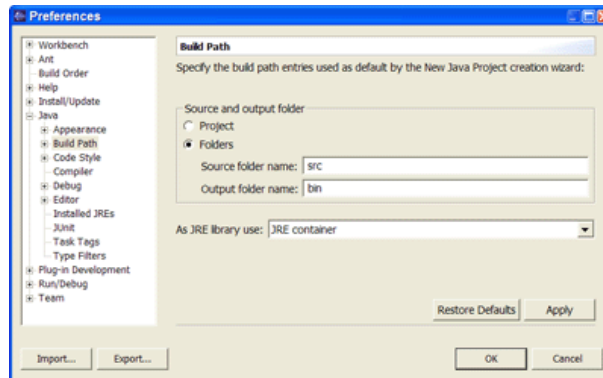 Preferences
Workbench
Ant
Build Order
Help
Install/Update
Java
Appearance
Build Path
Code Style
Compiler
Debug
Editor
Installed JREs
JUnit
Task Tags
Type Filters
Plug-in Development
Run/Debug
Team
Build Path
Specify the build path entries used as default by the New Java Project creation wizard:
Source and output folder
Project
Folders
Source folder name: src
Output folder name: bin
As JRE library use: JRE container
Restore Defaults Apply
Import... Export... OK Cancel